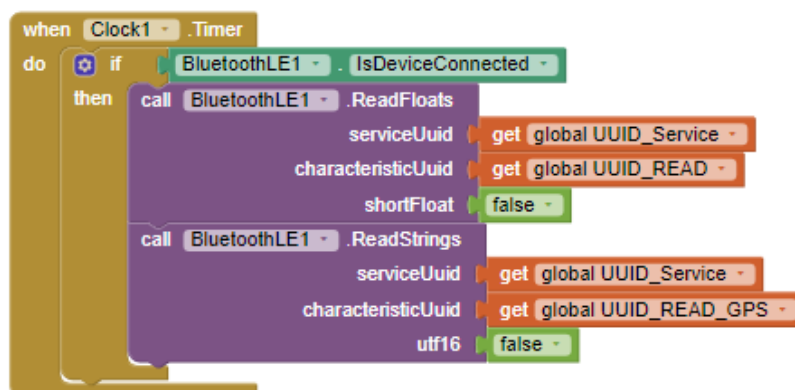 when Clock1 .Timer
do if BluetoothLE1 . IsDeviceConnected
then call BluetoothLE1 .ReadFloats
serviceUuid get global UUID_Service
characteristicUuid get global UUID_READ
shortFloat false
call BluetoothLE1 .ReadStrings
serviceUuid get global UUID_Service
characteristicUuid get global UUID_READ_GPS
utf16 false